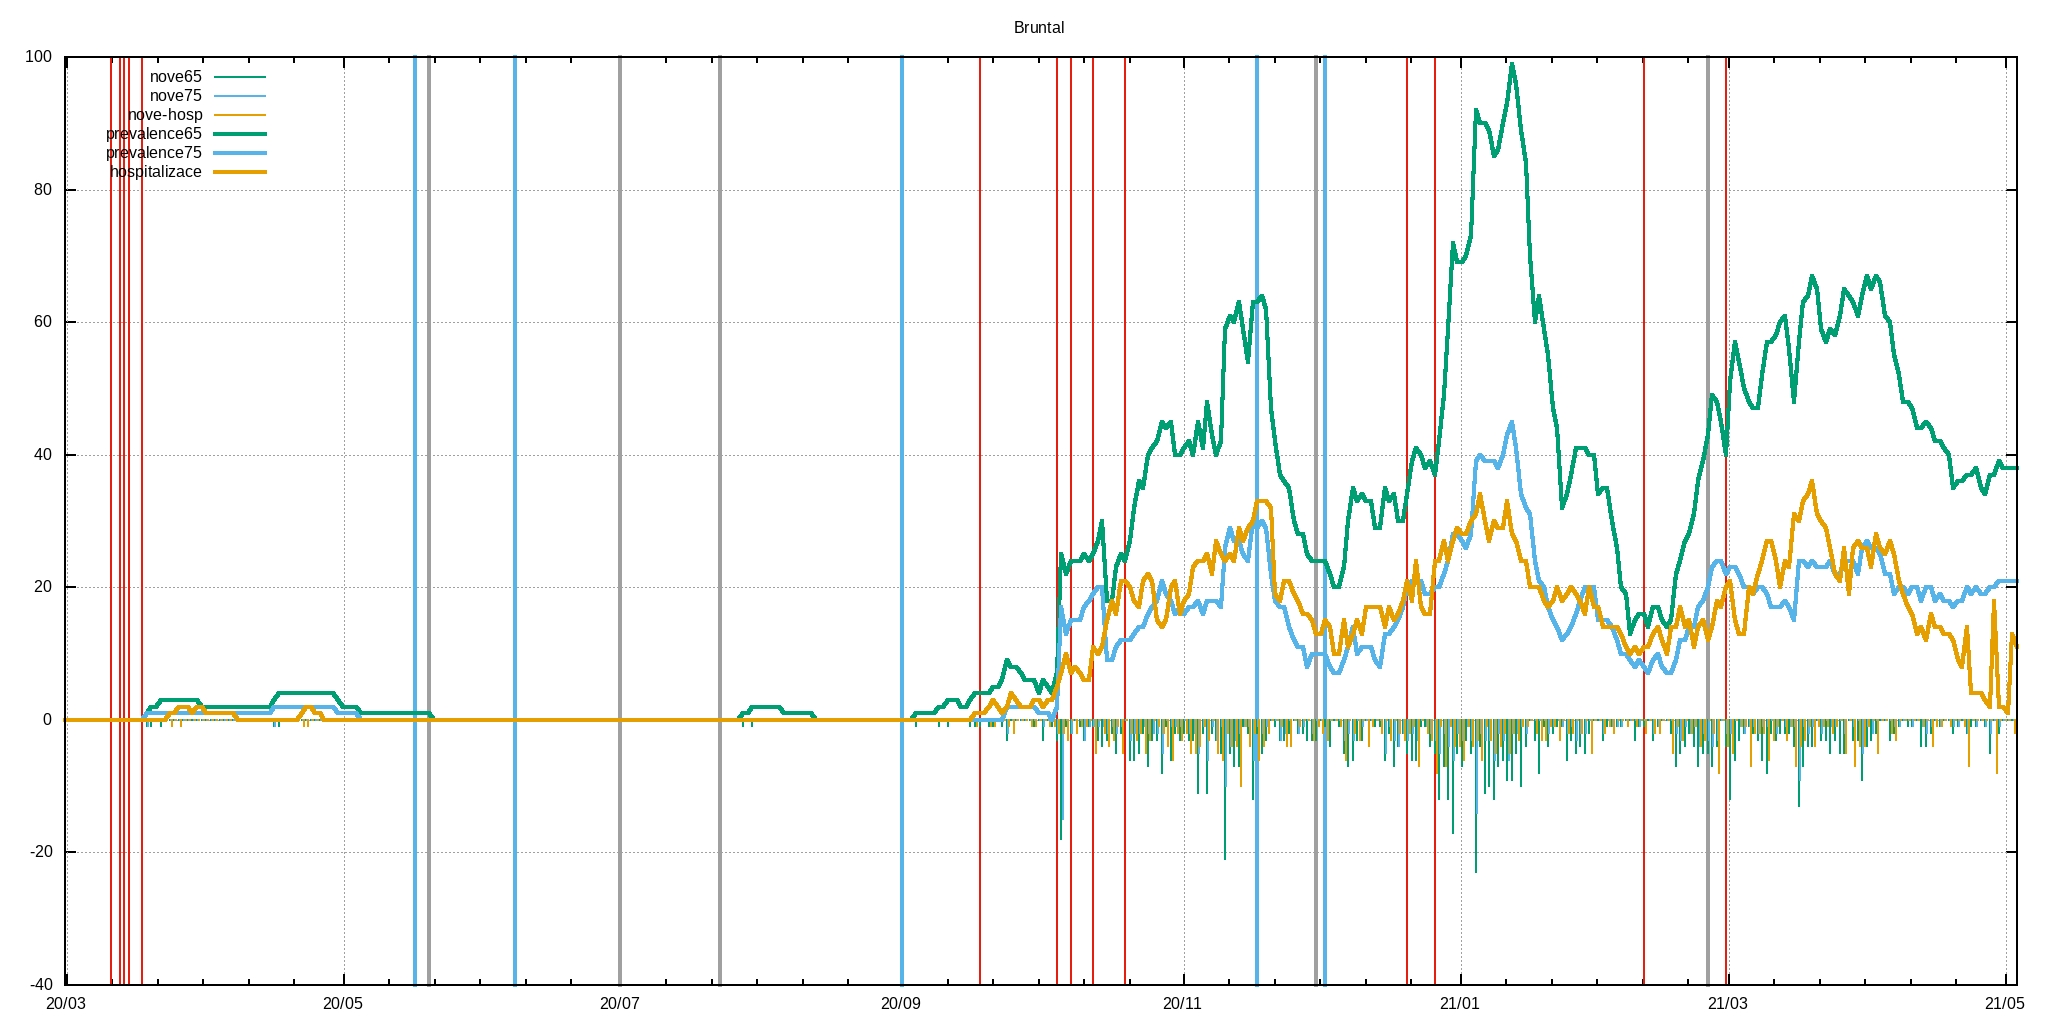 Bruntal
100
nove65
nove75
nove-hosp
prevalence65
prevalence75
hospitalizace
80
60
40
20
0
-20
-40
20/03 20/05 20/07 20/09 20/11 21/01 21/03 21/05